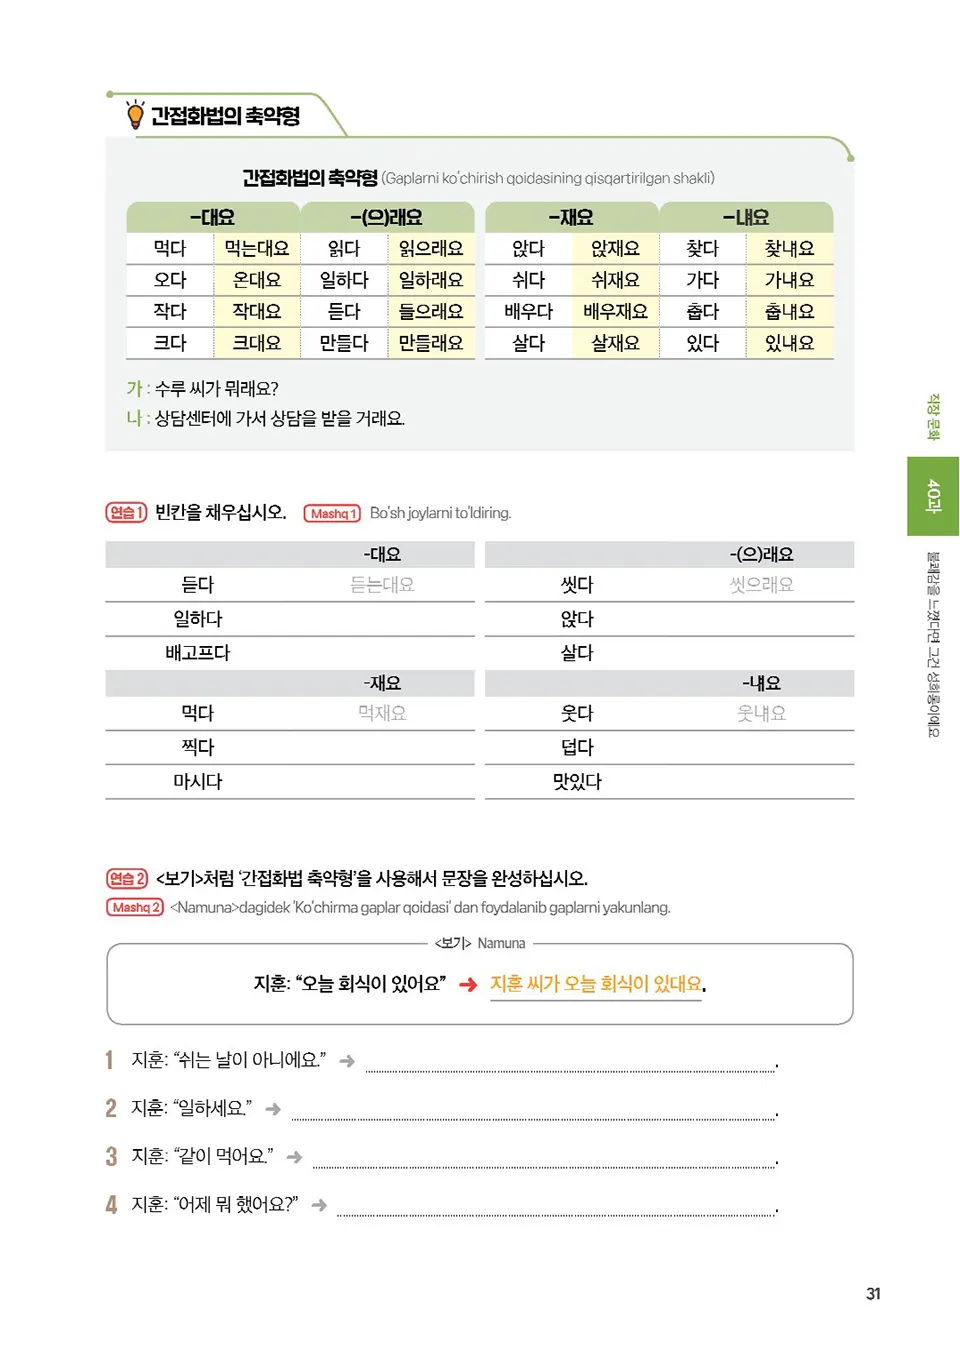 간접화법의 축약형
간접화법의 축약형 (Gaplarni ko'chirish qoidasining qisqartirilgan shakli)
-대요 -(으)래요 -재요 -냬요
먹다 먹는대요 읽다 읽으래요 앉다 앉재요 찾다 찾냬요
오다 온대요 일하다 일하래요 쉬다 쉬재요 가다 가냬요
작다 작대요 듣다 들으래요 배우다 배우재요 춥다 춥냬요
크다 크대요 만들다 만들래요 살다 살재요 있다 있냬요
가 : 수루 씨가 뭐래요?
나 : 상담센터에 가서 상담을 받을 거래요.
연습 1 빈칸을 채우십시오. Mashq 1 Bo'sh joylarni to'ldiring.
-대요 -(으)래요
듣다 듣는대요 씻다 씻으래요
일하다 앉다
배고프다 살다
-재요 -냬요
먹다 먹재요 웃다 웃냬요
찍다 덥다
마시다 맛있다
연습 2 <보기>처럼 '간접화법 축약형'을 사용해서 문장을 완성하십시오.
Mashq 2 <Namuna>dagidek 'Ko'chirma gaplar qoidasi' dan foydalanib gaplarni yakunlang.
<보기> Namuna
지훈: “오늘 회식이 있어요” ➜ 지훈 씨가 오늘 회식이 있대요.
1 지훈: “쉬는 날이 아니에요.” ➜ .
2 지훈: “일하세요.” ➜ .
3 지훈: “같이 먹어요.” ➜ .
4 지훈: “어제 뭐 했어요?” ➜ .
직장 문화
40과
불쾌감을 느꼈다면 그건 성희롱이에요
31